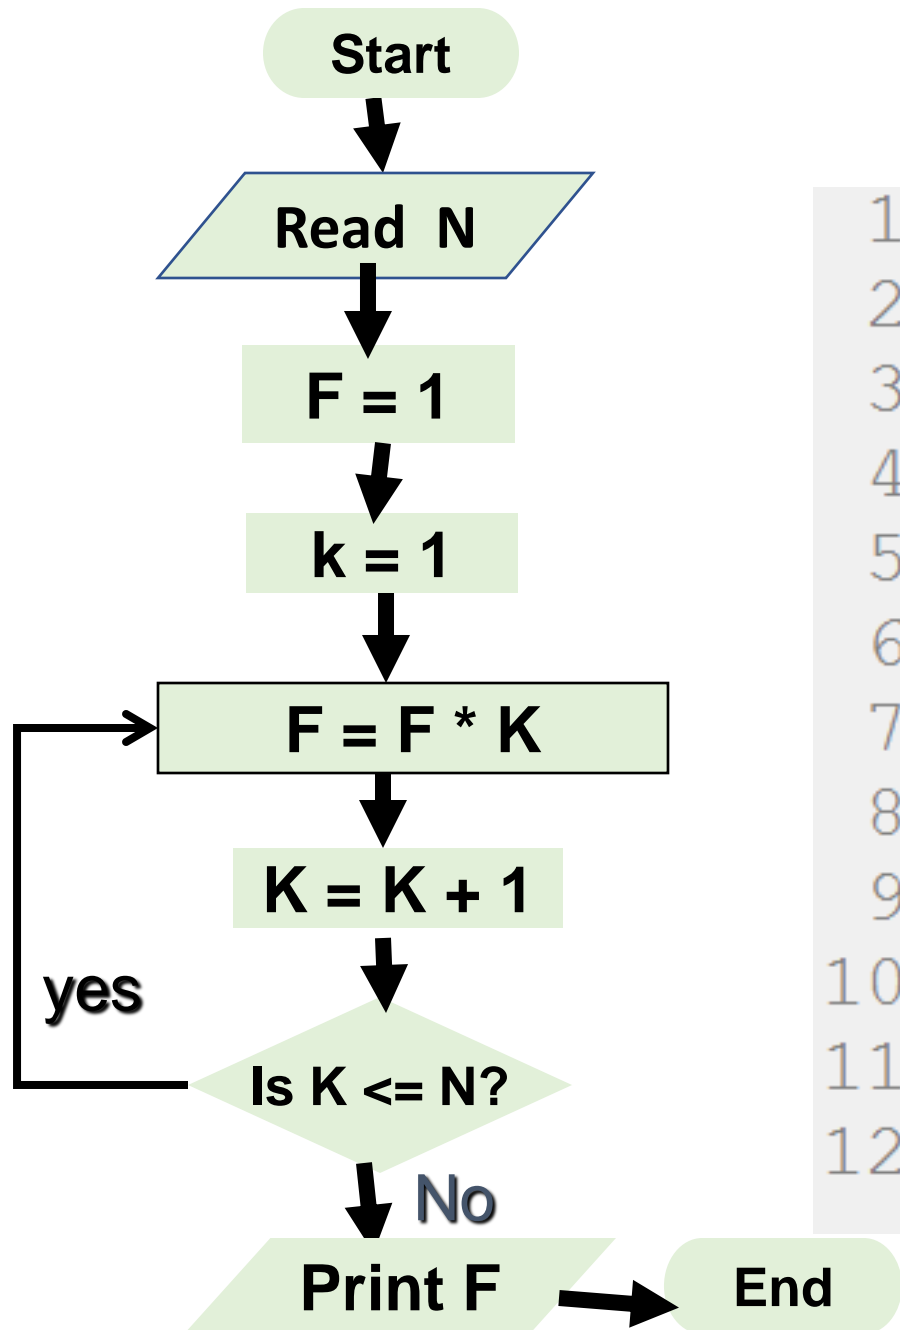 Start
Read N
F = 1
k = 1
F = F * K
K = K + 1
yes
Is K <= N?
No
Print F
End
1
2
3
4
5
6
7
8
9
10
11
12